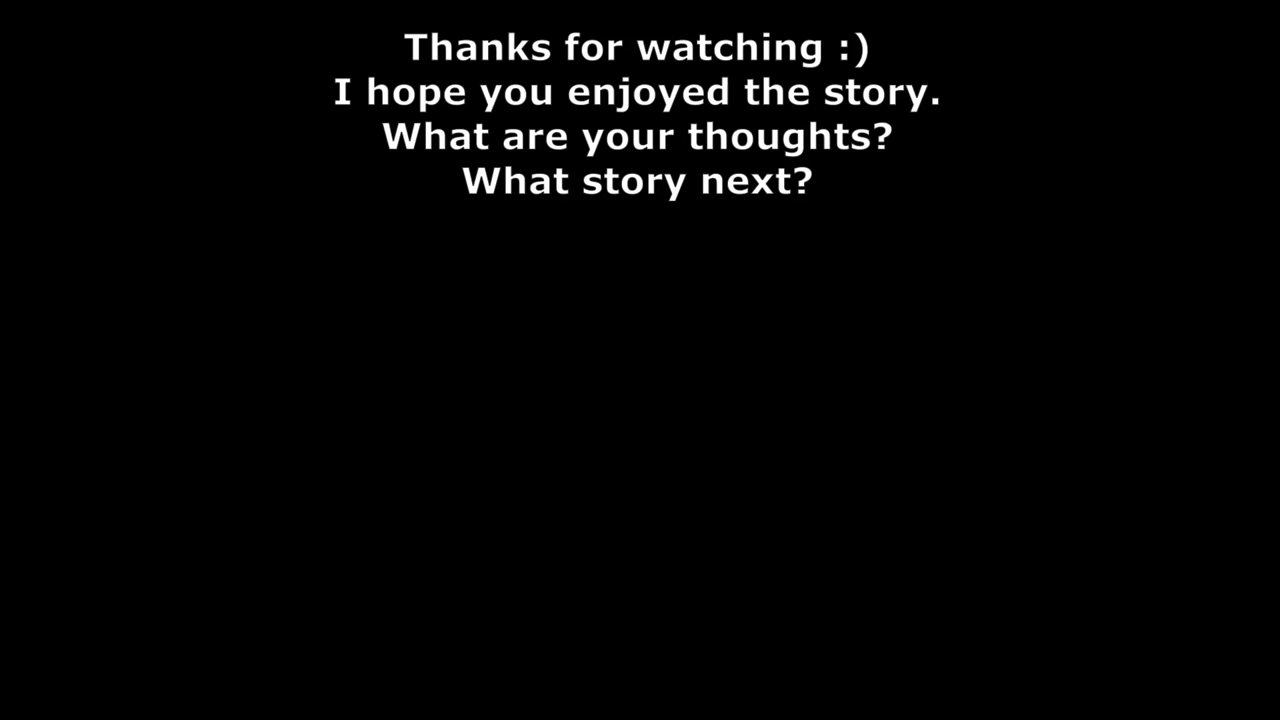 Thanks for watching :)
I hope you enjoyed the story.
What are your thoughts?
What story next?